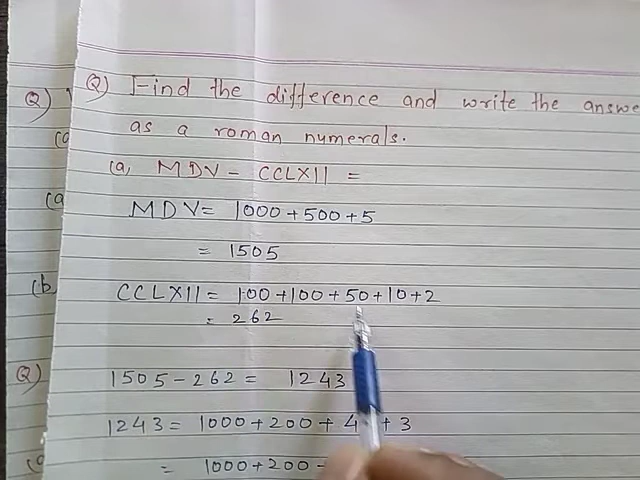 Q) Find the difference and write the answe
as a roman numerals.
(a, MDV - CCLXII =
MDV = 1000 + 500 + 5
= 1505
CCLXII = 100 + 100 + 50 + 10 + 2
= 262
1505 - 262 = 1243
1243 = 1000 + 200 + 4 + 3
= 1000 + 200 -
Q)
(a
(a
(b
Q)
(a